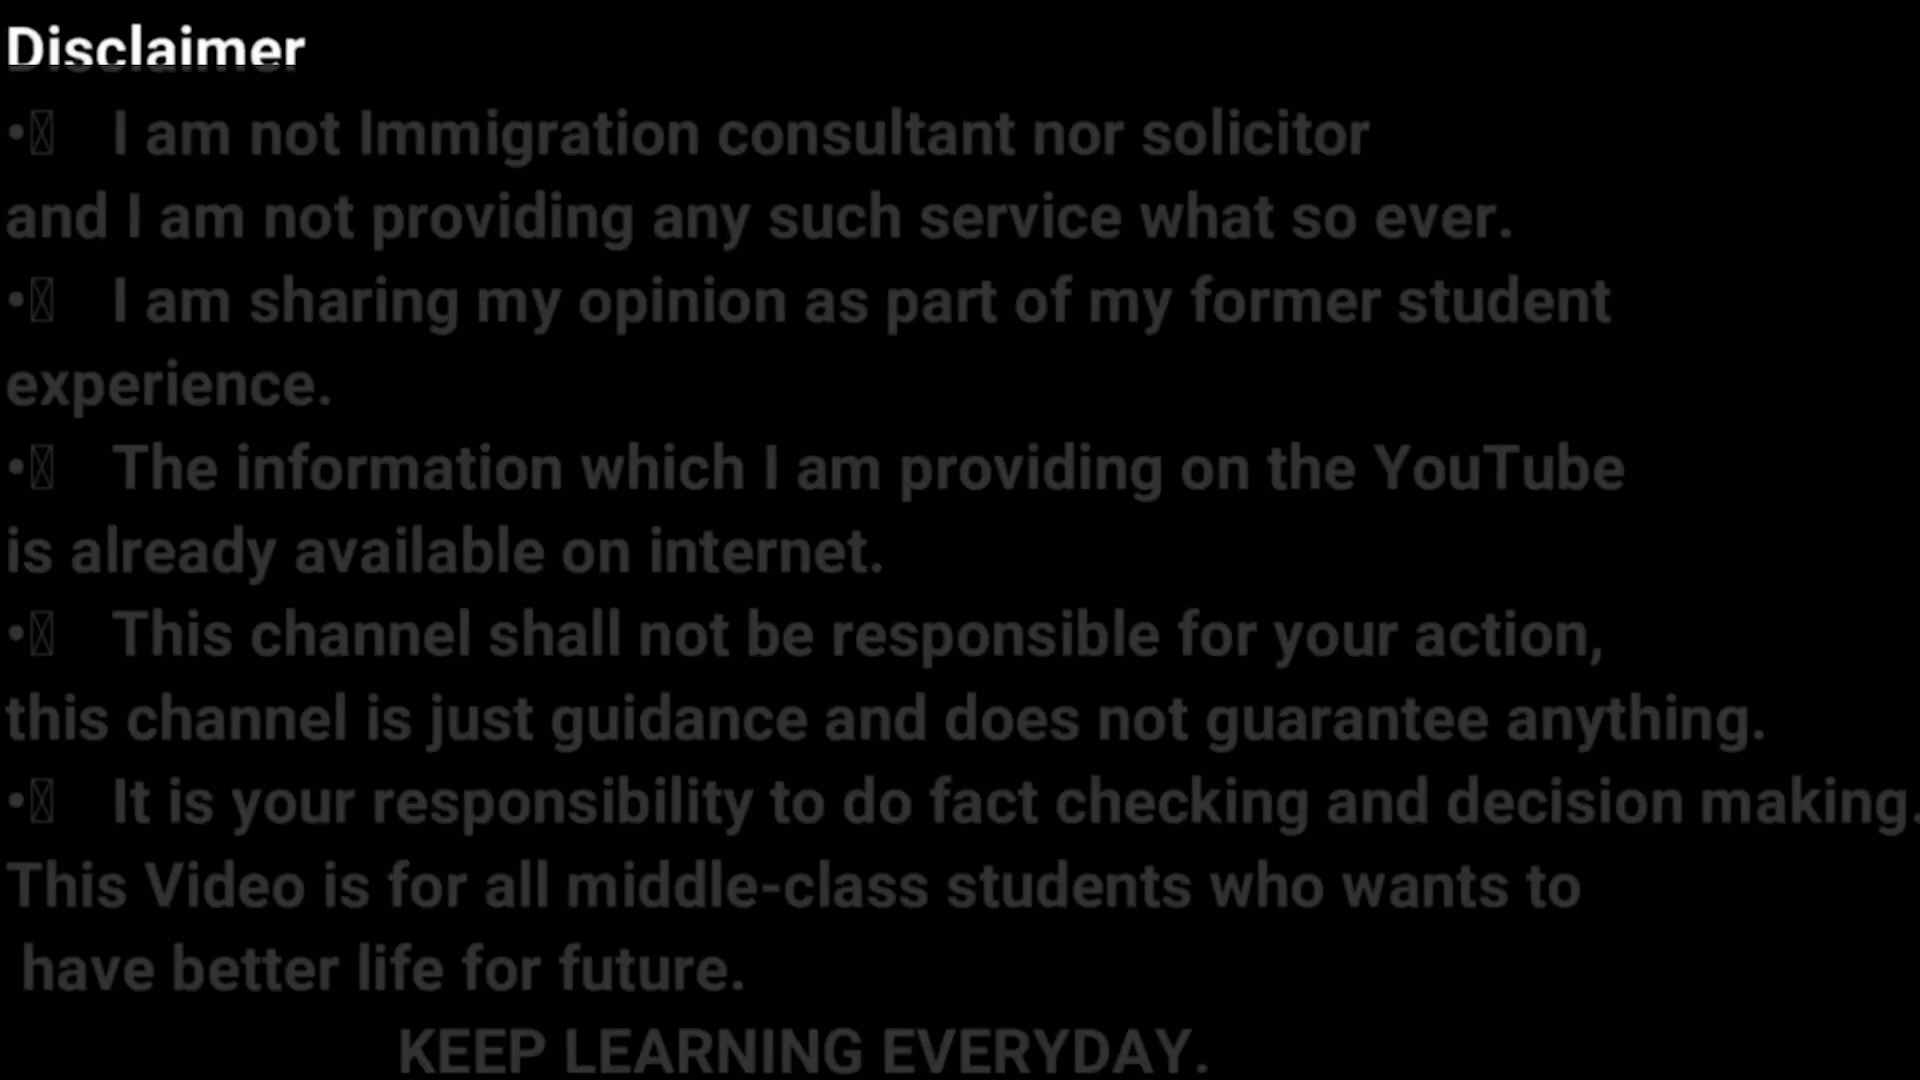 Disclaimer
• I am not Immigration consultant nor solicitor
and I am not providing any such service what so ever.
• I am sharing my opinion as part of my former student
experience.
• The information which I am providing on the YouTube
is already available on internet.
• This channel shall not be responsible for your action,
this channel is just guidance and does not guarantee anything.
• It is your responsibility to do fact checking and decision making.
This Video is for all middle-class students who wants to
have better life for future.
KEEP LEARNING EVERYDAY.